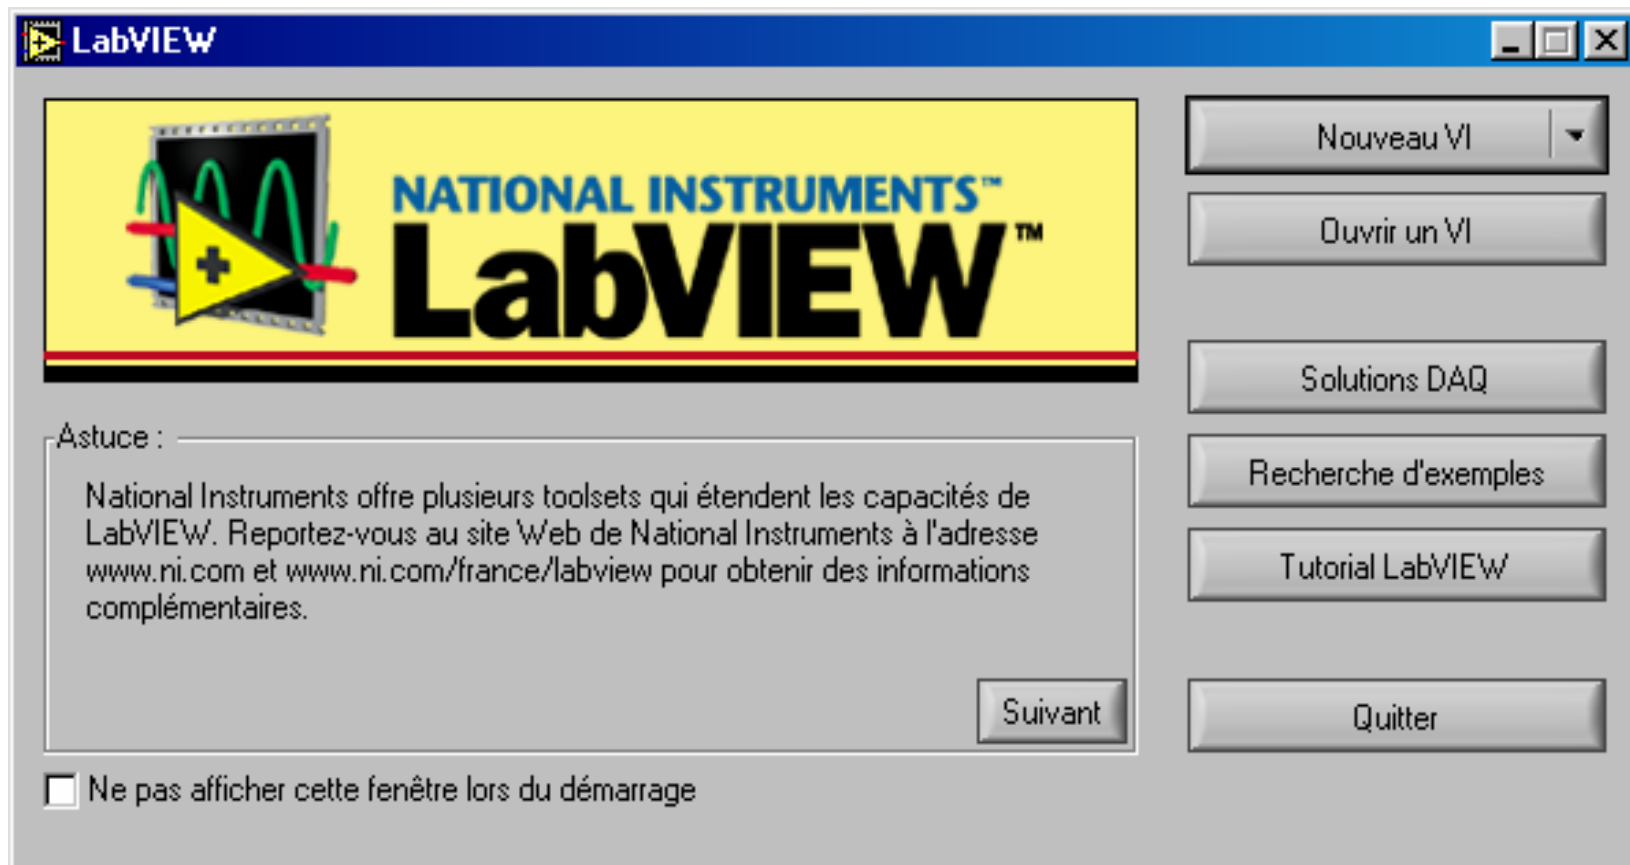 LabVIEW
NATIONAL INSTRUMENTS™
LabVIEW™
Astuce :
National Instruments offre plusieurs toolsets qui étendent les capacités de
LabVIEW. Reportez-vous au site Web de National Instruments à l'adresse
www.ni.com et www.ni.com/france/labview pour obtenir des informations
complémentaires.
Suivant
Ne pas afficher cette fenêtre lors du démarrage
Nouveau VI
Ouvrir un VI
Solutions DAQ
Recherche d'exemples
Tutorial LabVIEW
Quitter